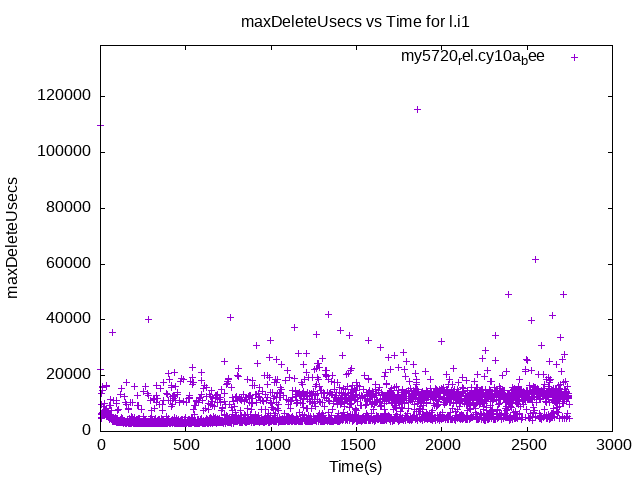 maxDeleteUsecs vs Time for l.i1
my5720rel.cy10abee
maxDeleteUsecs
120000
100000
80000
60000
40000
20000
0
0 500 1000 1500 2000 2500 3000
Time(s)